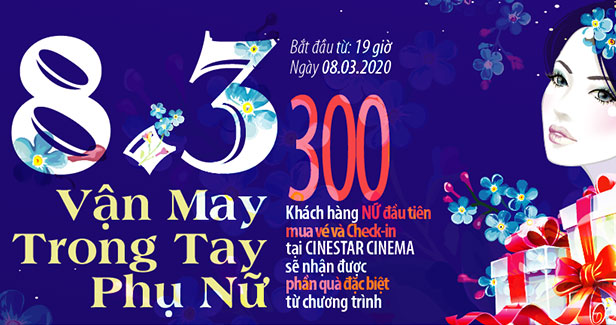 8.3
Vận May
Trong Tay
Phụ Nữ
Bắt đầu từ: 19 giờ
Ngày 08.03.2020
300
Khách hàng NỮ đầu tiên
mua vé và Check-in
tại CINESTAR CINEMA
sẽ nhận được
phần quà đặc biệt
từ chương trình